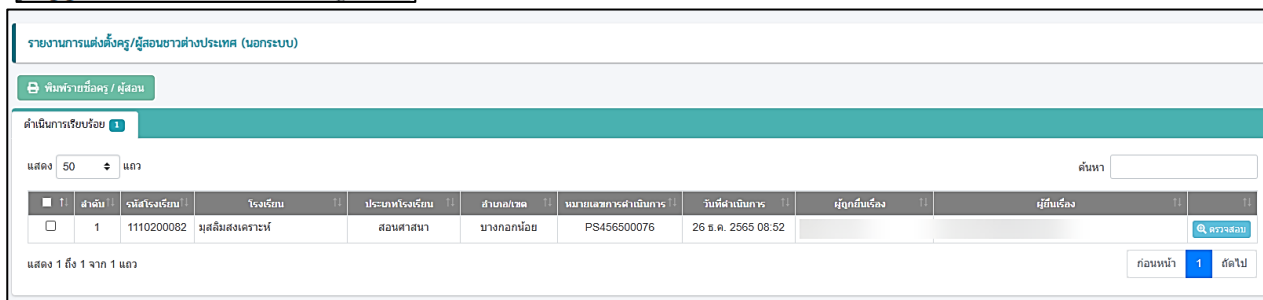 รายงานการแต่งตั้งครู/ผู้สอนชาวต่างประเทศ (นอกระบบ)
พิมพ์รายชื่อครู / ผู้สอน
ดำเนินการเรียบร้อย 1
แสดง 50 แถว
ค้นหา
ลำดับ รหัสโรงเรียน โรงเรียน ประเภทโรงเรียน อำเภอ/เขต หมายเลขการดำเนินการ วันที่ดำเนินการ ผู้ถูกยื่นเรื่อง ผู้ยื่นเรื่อง
1 1110200082 มุสลิมสงเคราะห์ สอนศาสนา บางกอกน้อย PS456500076 26 ธ.ค. 2565 08:52 ตรวจสอบ
แสดง 1 ถึง 1 จาก 1 แถว
ก่อนหน้า 1 ถัดไป